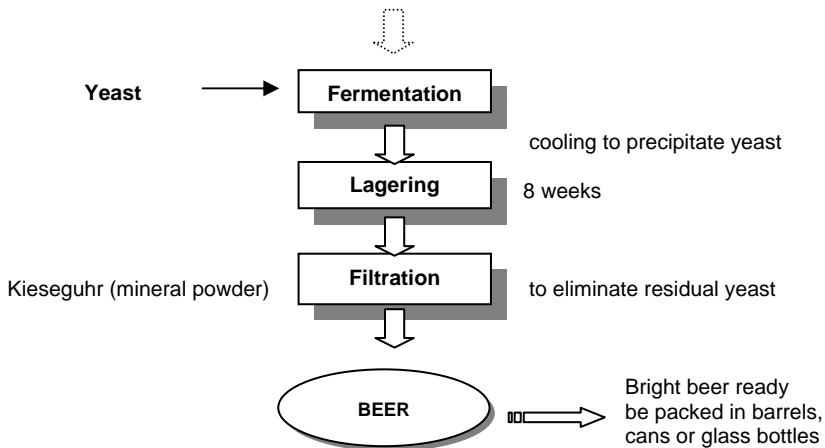 Yeast
Fermentation
cooling to precipitate yeast
Lagering
8 weeks
Kieseguhr (mineral powder)
Filtration
to eliminate residual yeast
BEER
Bright beer ready
be packed in barrels,
cans or glass bottles